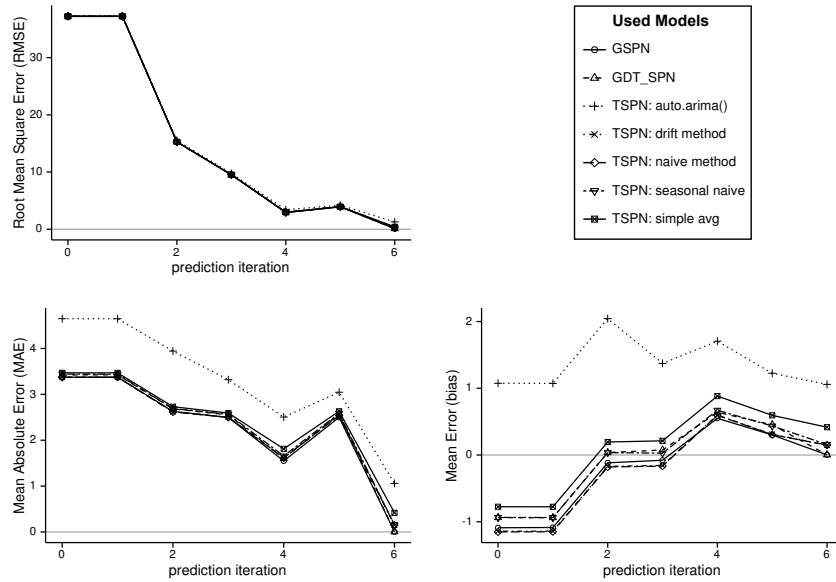 Root Mean Square Error (RMSE)
30
20
10
0
0 2 4 6
prediction iteration
Used Models
GSPN
GDT_SPN
TSPN: auto.arima()
TSPN: drift method
TSPN: naive method
TSPN: seasonal naive
TSPN: simple avg
Mean Absolute Error (MAE)
4
3
2
1
0
0 2 4 6
prediction iteration
Mean Error (bias)
2
1
0
-1
0 2 4 6
prediction iteration